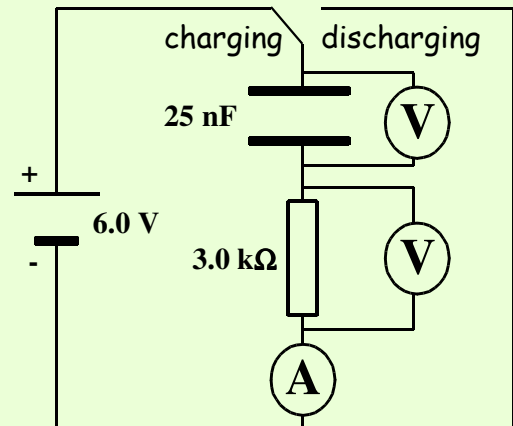 charging discharging
25 nF
V
+
6.0 V
-
3.0 kΩ
V
A